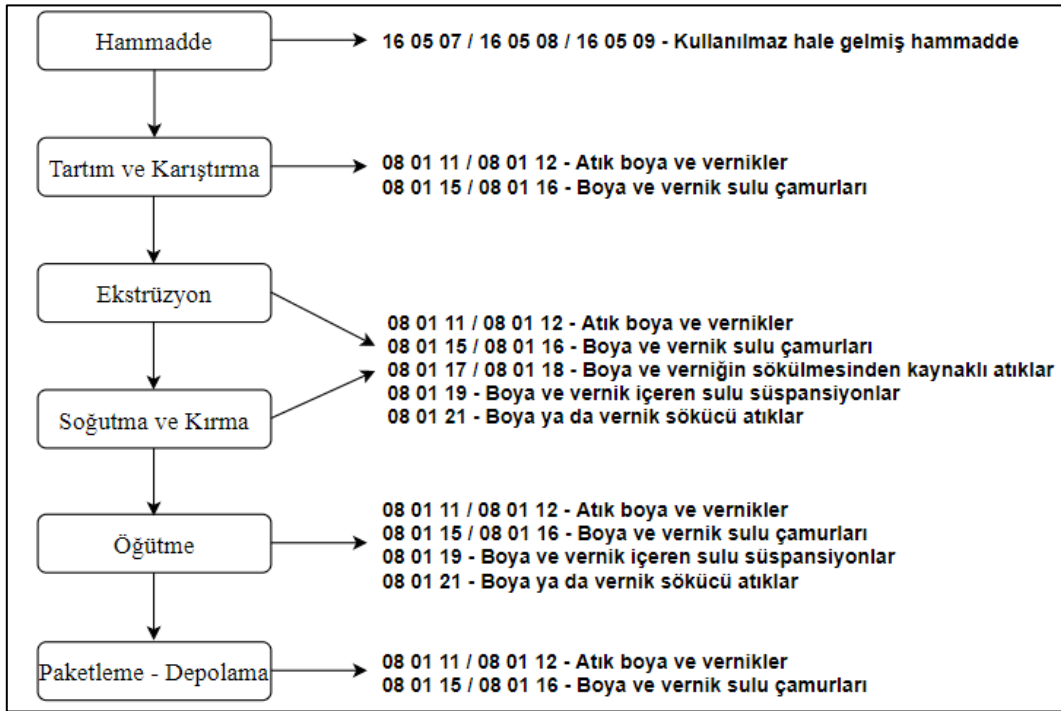 Hammadde
16 05 07 / 16 05 08 / 16 05 09 - Kullanılmaz hale gelmiş hammadde
Tartım ve Karıştırma
08 01 11 / 08 01 12 - Atık boya ve vernikler
08 01 15 / 08 01 16 - Boya ve vernik sulu çamurları
Ekstrüzyon
08 01 11 / 08 01 12 - Atık boya ve vernikler
08 01 15 / 08 01 16 - Boya ve vernik sulu çamurları
08 01 17 / 08 01 18 - Boya ve verniğin sökülmesinden kaynaklı atıklar
08 01 19 - Boya ve vernik içeren sulu süspansiyonlar
08 01 21 - Boya ya da vernik sökücü atıklar
Soğutma ve Kırma
Öğütme
08 01 11 / 08 01 12 - Atık boya ve vernikler
08 01 15 / 08 01 16 - Boya ve vernik sulu çamurları
08 01 19 - Boya ve vernik içeren sulu süspansiyonlar
08 01 21 - Boya ya da vernik sökücü atıklar
Paketleme - Depolama
08 01 11 / 08 01 12 - Atık boya ve vernikler
08 01 15 / 08 01 16 - Boya ve vernik sulu çamurları